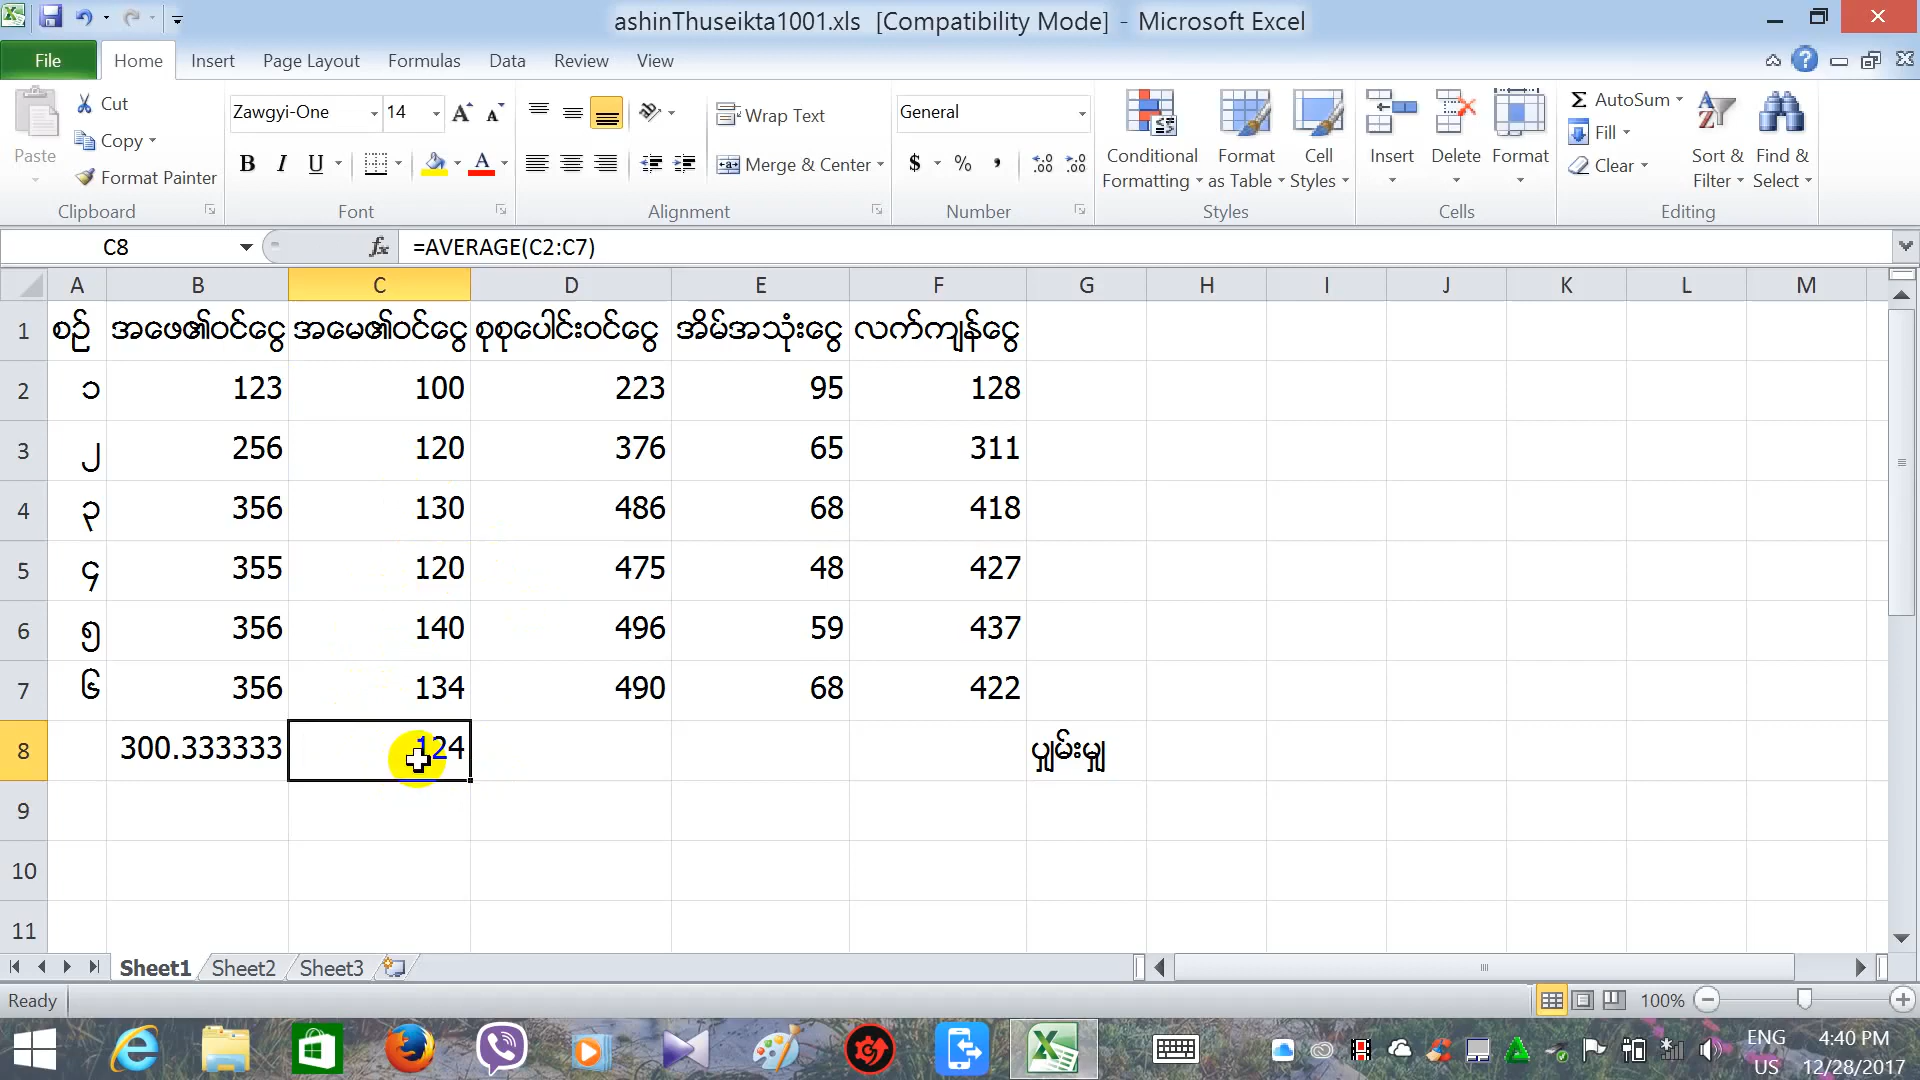 ashinThuseikta1001.xls [Compatibility Mode] - Microsoft Excel
File Home Insert Page Layout Formulas Data Review View
Paste
Cut
Copy
Format Painter
Clipboard
Zawgyi-One 14
B I U
Font
Wrap Text
Merge & Center
Alignment
General
$ % ,
Number
Conditional Formatting
Format as Table
Cell Styles
Styles
Insert
Delete
Format
Cells
AutoSum
Fill
Clear
Sort & Filter
Find & Select
Editing
C8 fx =AVERAGE(C2:C7)
A B C D E F G H I J K L M
1 စဉ် အဖေ၏ဝင်ငွေ အမေ၏ဝင်ငွေ စုစုပေါင်းဝင်ငွေ အိမ်အသုံးငွေ လက်ကျန်ငွေ
2 ၁ 123 100 223 95 128
3 ၂ 256 120 376 65 311
4 ၃ 356 130 486 68 418
5 ၄ 355 120 475 48 427
6 ၅ 356 140 496 59 437
7 ၆ 356 134 490 68 422
8 300.333333 124 ပျှမ်းမျှ
9
10
11
Sheet1 Sheet2 Sheet3
Ready 100%
ENG US
4:40 PM
12/28/2017